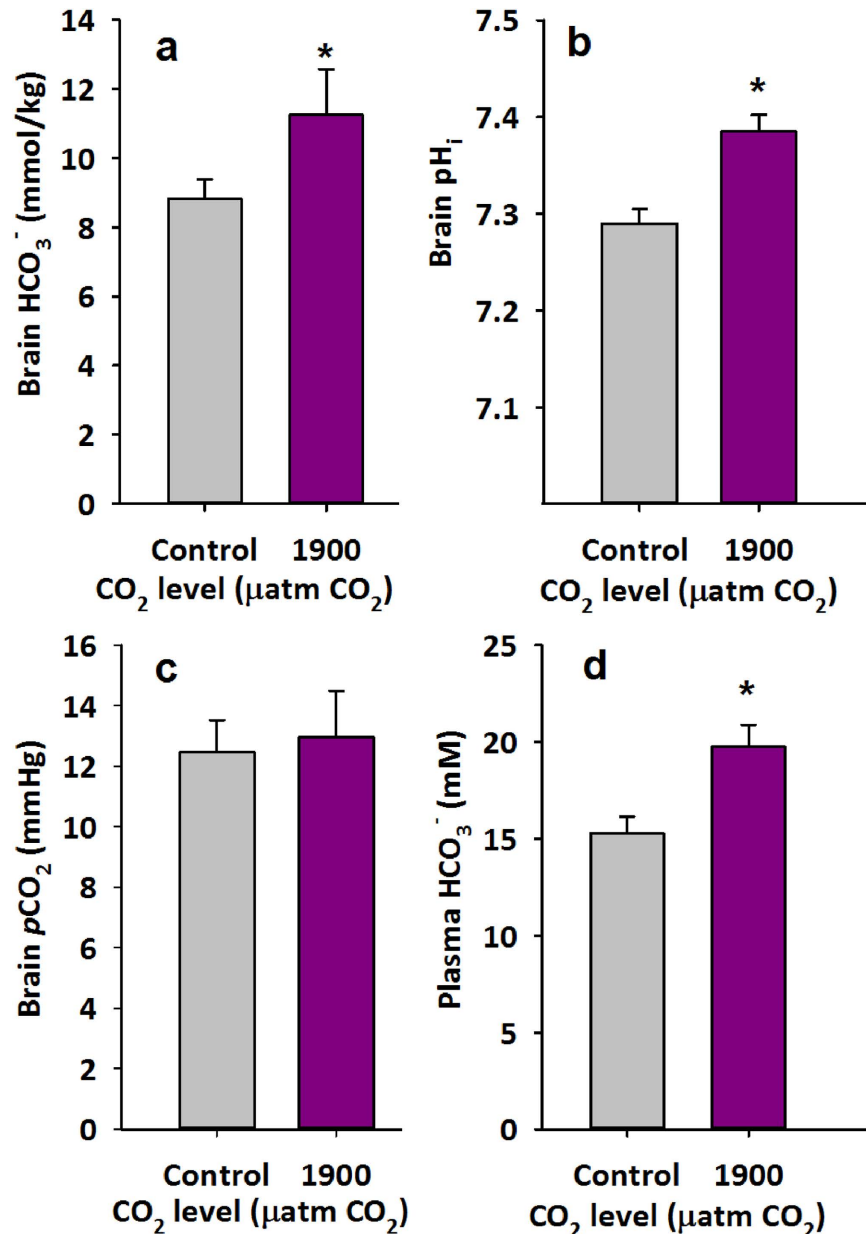 a
Brain HCO₃⁻ (mmol/kg)
14
12
10
8
6
4
2
0
*
Control 1900
CO₂ level (μatm CO₂)
b
Brain pHᵢ
7.5
7.4
7.3
7.2
7.1
*
Control 1900
CO₂ level (μatm CO₂)
c
Brain pCO₂ (mmHg)
16
14
12
10
8
6
4
2
0
Control 1900
CO₂ level (μatm CO₂)
d
Plasma HCO₃⁻ (mM)
25
20
15
10
5
0
*
Control 1900
CO₂ level (μatm CO₂)